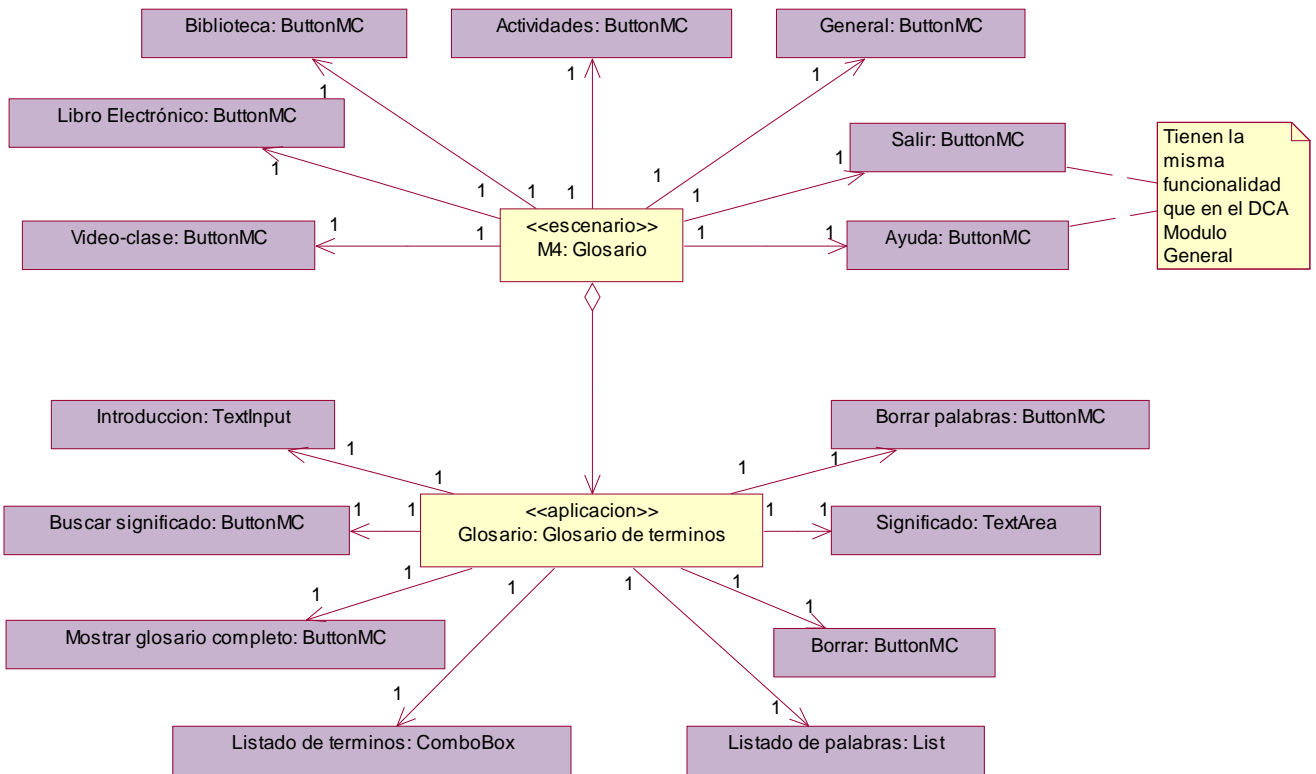 Biblioteca: ButtonMC
Actividades: ButtonMC
General: ButtonMC
1
1
1
Libro Electrónico: ButtonMC
1
Salir: ButtonMC
1
Tienen la
misma
funcionalidad
que en el DCA
Modulo
General
1
1
1
1
1
<<escenario>>
M4: Glosario
Video-clase: ButtonMC
1
1
1
1
Ayuda: ButtonMC
Introduccion: TextInput
1
1
Borrar palabras: ButtonMC
1
1
<<aplicacion>>
Glosario: Glosario de terminos
Buscar significado: ButtonMC
1
1
1
1
Significado: TextArea
Mostrar glosario completo: ButtonMC
1
1
1
1
1
1
Borrar: ButtonMC
1
1
Listado de terminos: ComboBox
Listado de palabras: List